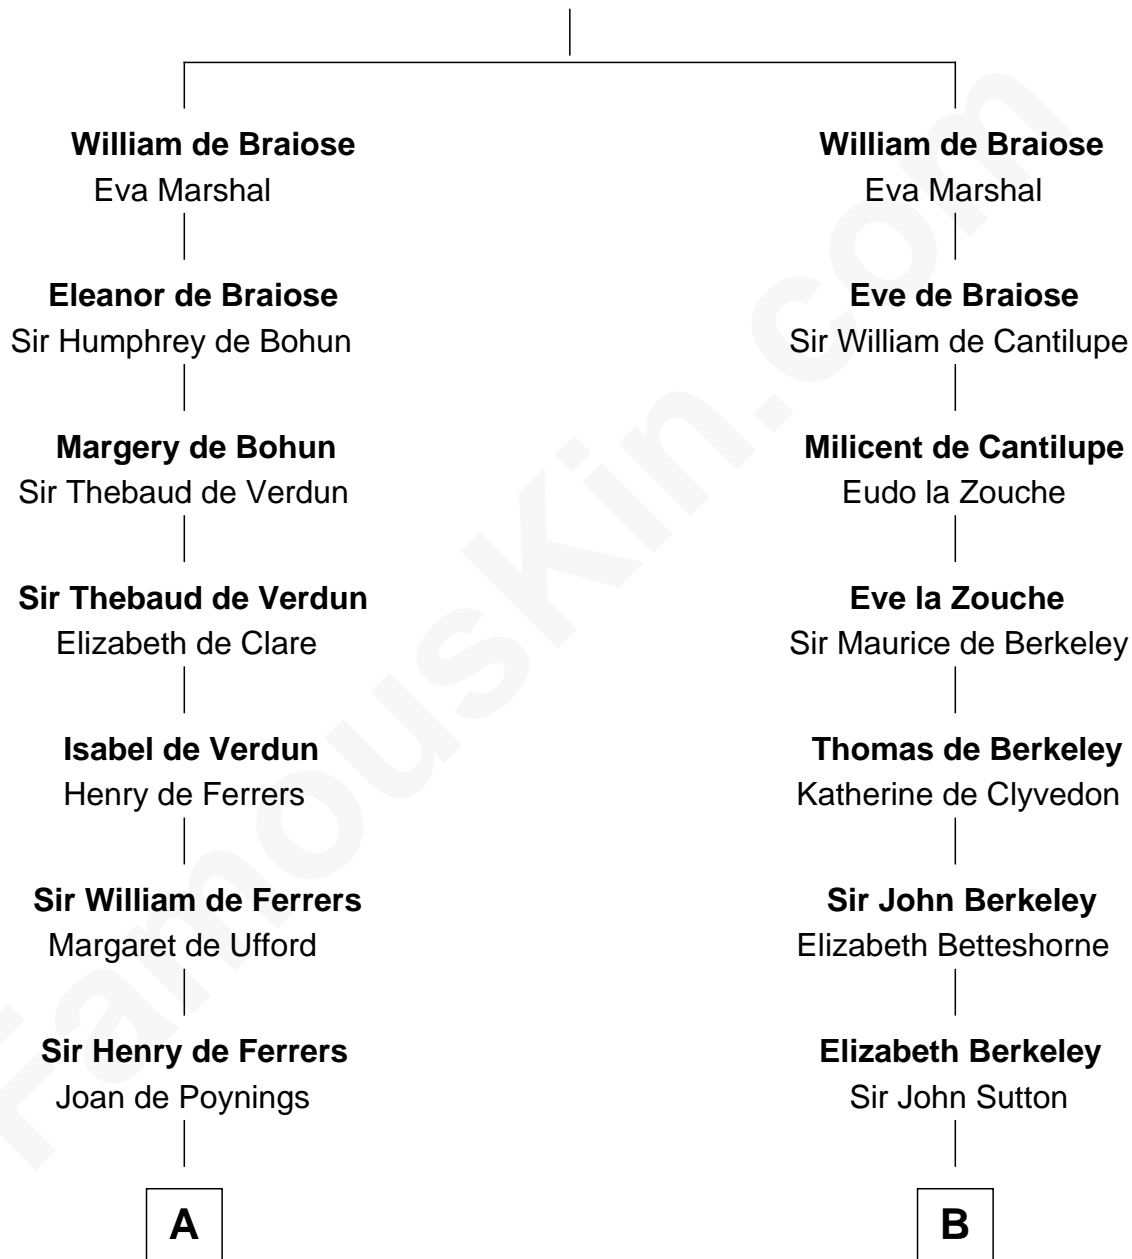 William de Braiose
Eva Marshal
Eleanor de Braiose
Sir Humphrey de Bohun
Margery de Bohun
Sir Thebaud de Verdun
Sir Thebaud de Verdun
Elizabeth de Clare
Isabel de Verdun
Henry de Ferrers
Sir William de Ferrers
Margaret de Ufford
Sir Henry de Ferrers
Joan de Poynings
A
William de Braiose
Eva Marshal
Eve de Braiose
Sir William de Cantilupe
Milicent de Cantilupe
Eudo la Zouche
Eve la Zouche
Sir Maurice de Berkeley
Thomas de Berkeley
Katherine de Clyvedon
Sir John Berkeley
Elizabeth Betteshorne
Elizabeth Berkeley
Sir John Sutton
B
FamousKin.com